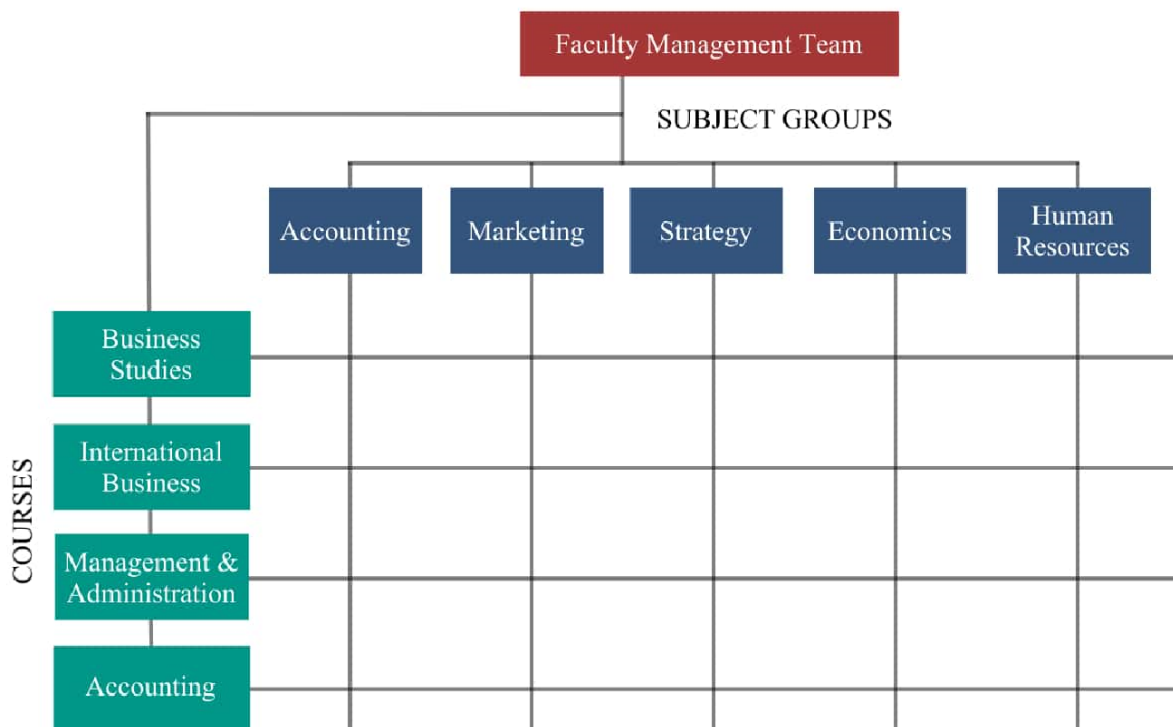 Faculty Management Team
SUBJECT GROUPS
Accounting
Marketing
Strategy
Economics
Human
Resources
Business
Studies
International
Business
Management &
Administration
Accounting
COURSES